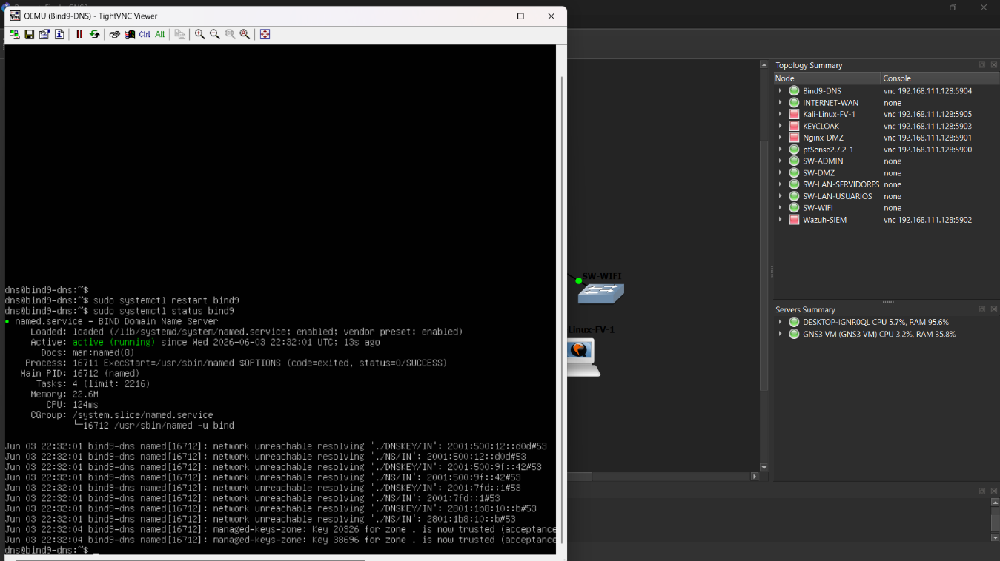 QEMU (Bind9-DNS) - TightVNC Viewer
Ctrl Alt
dns@bind9-dns:~$
dns@bind9-dns:~$ sudo systemctl restart bind9
dns@bind9-dns:~$ sudo systemctl status bind9
● named.service - BIND Domain Name Server
Loaded: loaded (/lib/systemd/system/named.service; enabled; vendor preset: enabled)
Active: active (running) since Wed 2026-06-03 22:32:01 UTC; 13s ago
Docs: man:named(8)
Process: 16711 ExecStart=/usr/sbin/named $OPTIONS (code=exited, status=0/SUCCESS)
Main PID: 16712 (named)
Tasks: 4 (limit: 2216)
Memory: 22.6M
CPU: 124ms
CGroup: /system.slice/named.service
└─16712 /usr/sbin/named -u bind
Jun 03 22:32:01 bind9-dns named[16712]: network unreachable resolving './DNSKEY/IN': 2001:500:12::d0d#53
Jun 03 22:32:01 bind9-dns named[16712]: network unreachable resolving './NS/IN': 2001:500:12::d0d#53
Jun 03 22:32:01 bind9-dns named[16712]: network unreachable resolving './DNSKEY/IN': 2001:500:9f::42#53
Jun 03 22:32:01 bind9-dns named[16712]: network unreachable resolving './NS/IN': 2001:500:9f::42#53
Jun 03 22:32:01 bind9-dns named[16712]: network unreachable resolving './DNSKEY/IN': 2001:7fd::1#53
Jun 03 22:32:01 bind9-dns named[16712]: network unreachable resolving './NS/IN': 2001:7fd::1#53
Jun 03 22:32:01 bind9-dns named[16712]: network unreachable resolving './DNSKEY/IN': 2801:1b8:10::b#53
Jun 03 22:32:01 bind9-dns named[16712]: network unreachable resolving './NS/IN': 2801:1b8:10::b#53
Jun 03 22:32:04 bind9-dns named[16712]: managed-keys-zone: Key 20326 for zone . is now trusted (acceptance
Jun 03 22:32:04 bind9-dns named[16712]: managed-keys-zone: Key 38696 for zone . is now trusted (acceptance
dns@bind9-dns:~$ _
SW-WIFI
Linux-FV-1
Topology Summary
Node Console
Bind9-DNS vnc 192.168.111.128:5904
INTERNET-WAN none
Kali-Linux-FV-1 vnc 192.168.111.128:5905
KEYCLOAK vnc 192.168.111.128:5903
Nginx-DMZ vnc 192.168.111.128:5901
pfSense2.7.2-1 vnc 192.168.111.128:5900
SW-ADMIN none
SW-DMZ none
SW-LAN-SERVIDORES none
SW-LAN-USUARIOS none
SW-WIFI none
Wazuh-SIEM vnc 192.168.111.128:5902
Servers Summary
DESKTOP-IGNR0QL CPU 5.7%, RAM 95.6%
GNS3 VM (GNS3 VM) CPU 3.2%, RAM 35.8%